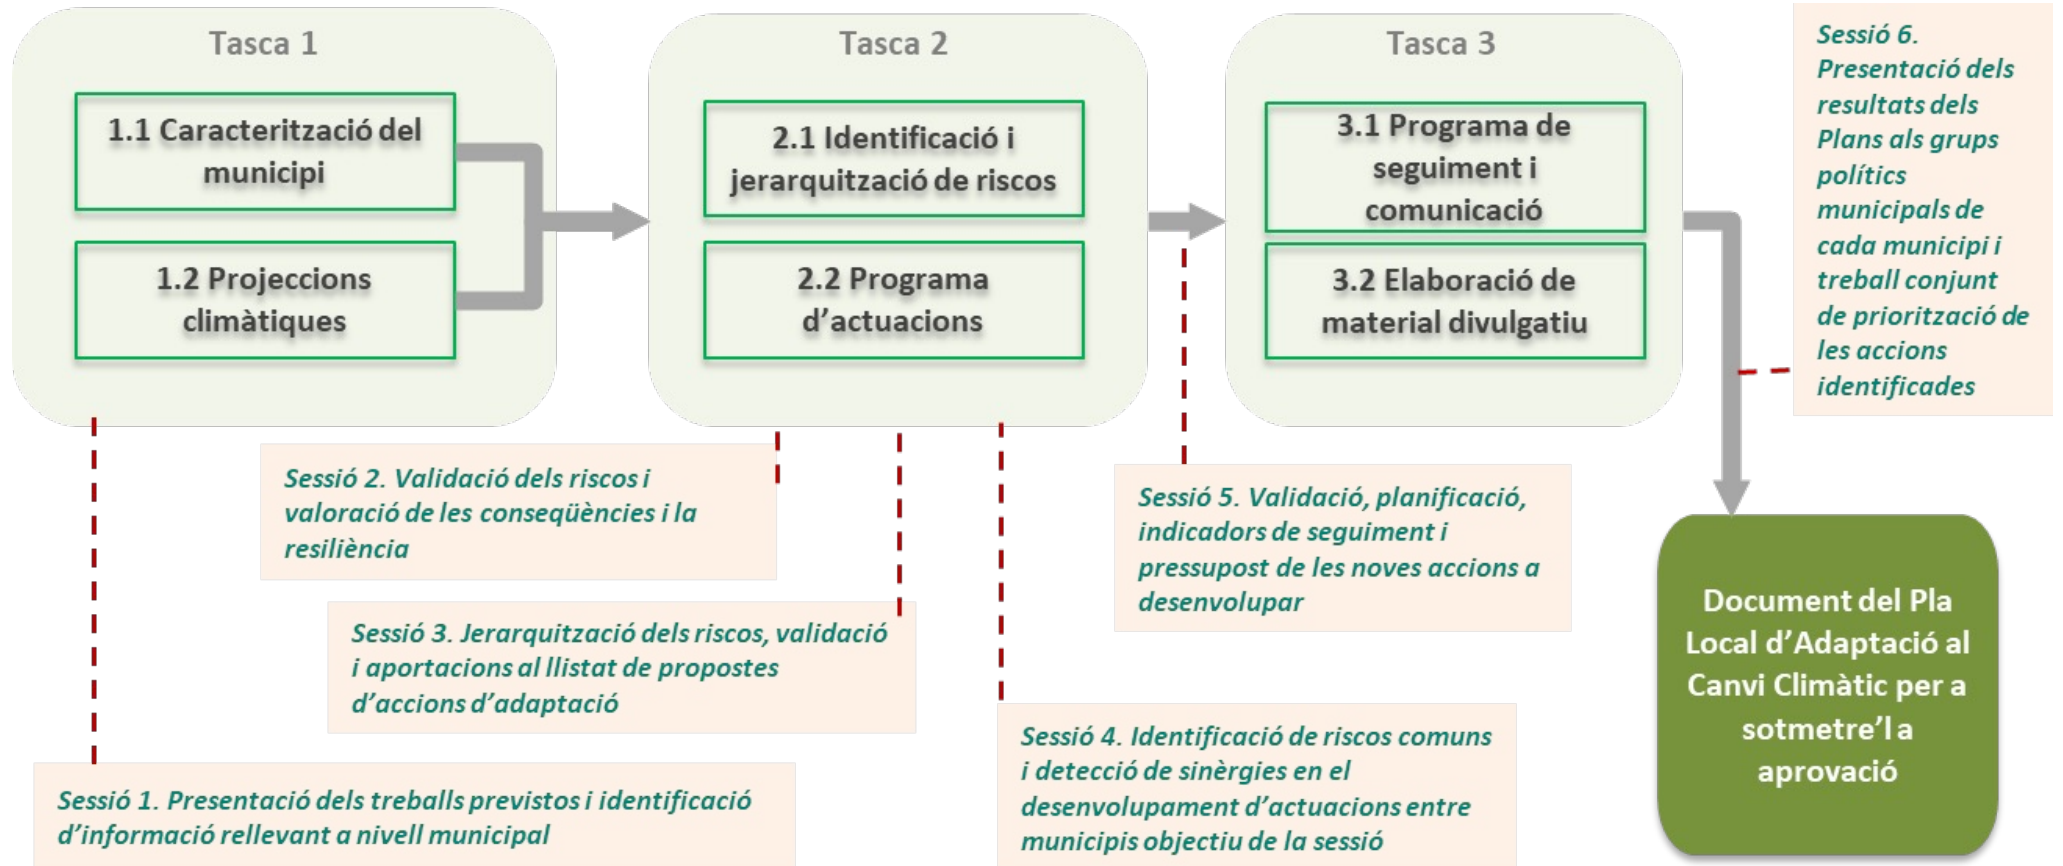 Tasca 1
1.1 Caracterització del
municipi
1.2 Projeccions
climàtiques
Tasca 2
2.1 Identificació i
jerarquització de riscos
2.2 Programa
d’actuacions
Tasca 3
3.1 Programa de
seguiment i
comunicació
3.2 Elaboració de
material divulgatiu
Sessió 6.
Presentació dels
resultats dels
Plans als grups
polítics
municipals de
cada municipi i
treball conjunt
de priorització de
les accions
identificades
Sessió 2. Validació dels riscos i
valoració de les conseqüències i la
resiliència
Sessió 3. Jerarquització dels riscos, validació
i aportacions al llistat de propostes
d’accions d’adaptació
Sessió 1. Presentació dels treballs previstos i identificació
d’informació rellevant a nivell municipal
Sessió 4. Identificació de riscos comuns
i detecció de sinèrgies en el
desenvolupament d’actuacions entre
municipis objectiu de la sessió
Sessió 5. Validació, planificació,
indicadors de seguiment i
pressupost de les noves accions a
desenvolupar
Document del Pla
Local d’Adaptació al
Canvi Climàtic per a
sotmetre’l a
aprovació